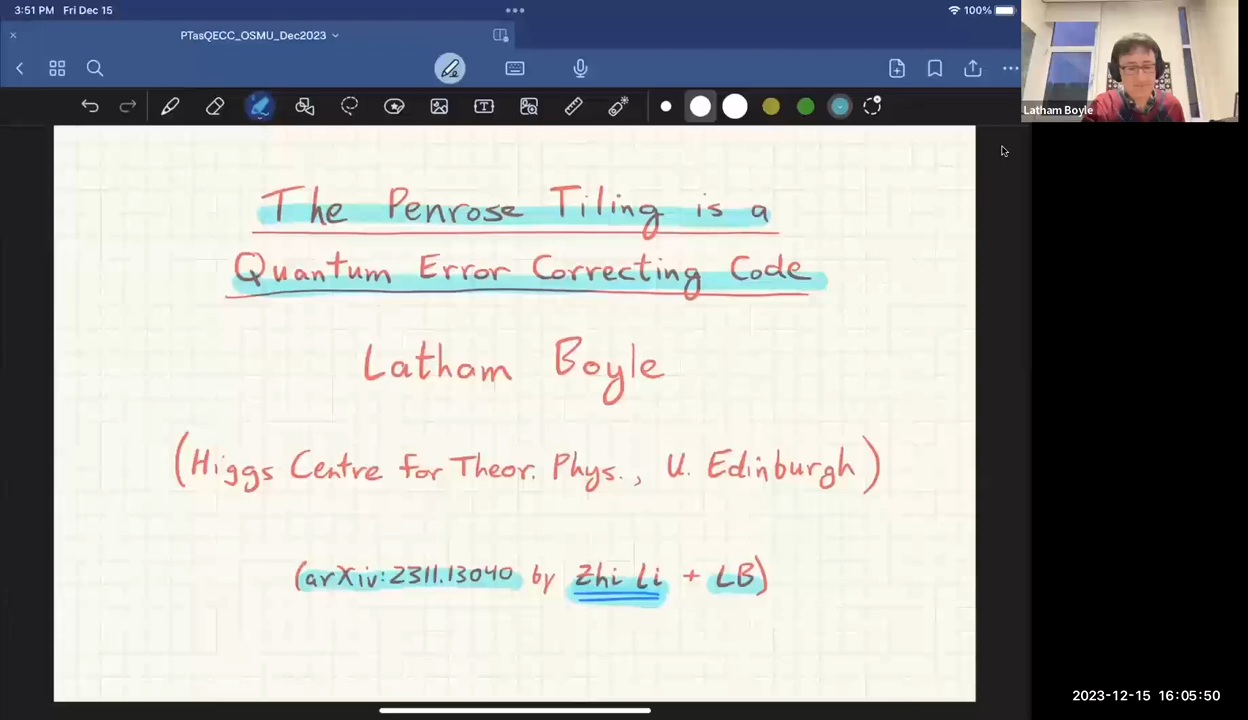 3:51 PM Fri Dec 15
100%
PTasQECC_OSMU_Dec2023
Latham Boyle
The Penrose Tiling is a
Quantum Error Correcting Code
Latham Boyle
(Higgs Centre for Theor. Phys., U. Edinburgh)
(arXiv:2311.13040 by Zhi Li + LB)
2023-12-15 16:05:50